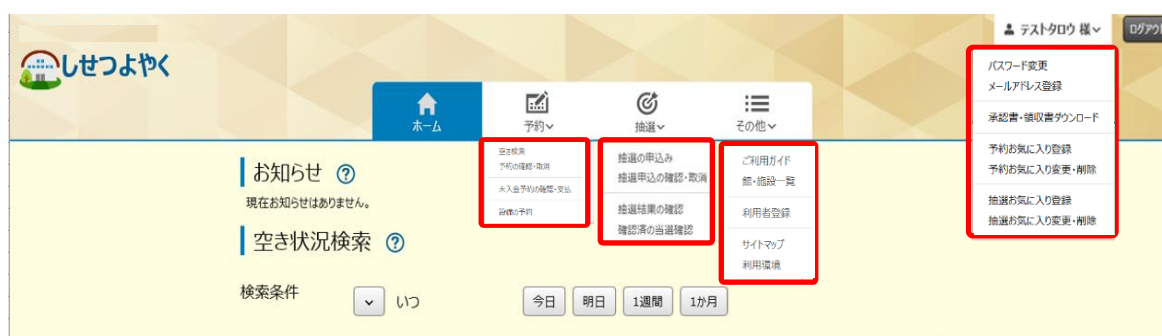 テストタロウ 様
ログアウ
しせつよやく
ホーム
予約
抽選
その他
パスワード変更
メールアドレス登録
承認書・領収書ダウンロード
予約お気に入り登録
予約お気に入り変更・削除
抽選お気に入り登録
抽選お気に入り変更・削除
空き検索
予約の確認・取消
未入金予約の確認・支払
設備の予約
抽選の申込み
抽選申込の確認・取消
抽選結果の確認
確認済の当選確認
ご利用ガイド
館・施設一覧
利用者登録
サイトマップ
利用環境
お知らせ ?
現在お知らせはありません。
空き状況検索 ?
検索条件
いつ
今日 明日 1週間 1か月